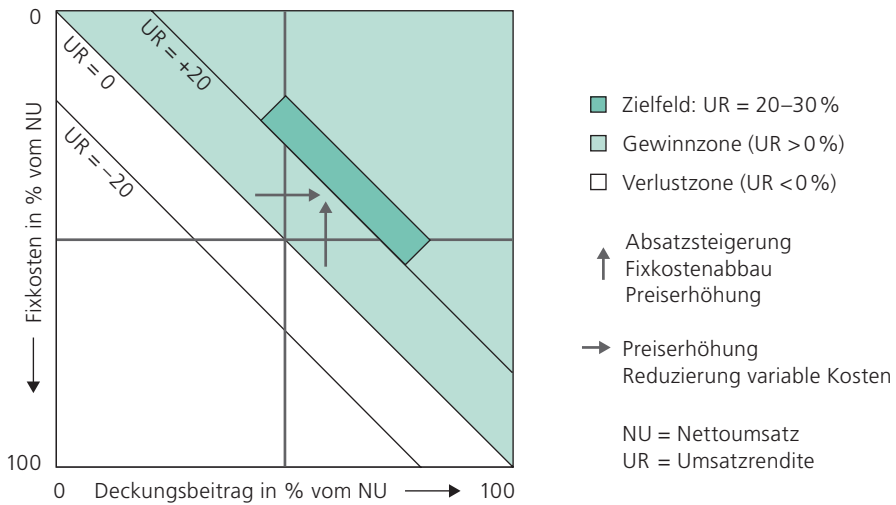 0
UR = +20
UR = 0
UR = –20
Fixkosten in % vom NU
100
0 Deckungsbeitrag in % vom NU 100
Zielfeld: UR = 20–30 %
Gewinnzone (UR > 0 %)
Verlustzone (UR < 0 %)
Absatzsteigerung
Fixkostenabbau
Preiserhöhung
Preiserhöhung
Reduzierung variable Kosten
NU = Nettoumsatz
UR = Umsatzrendite